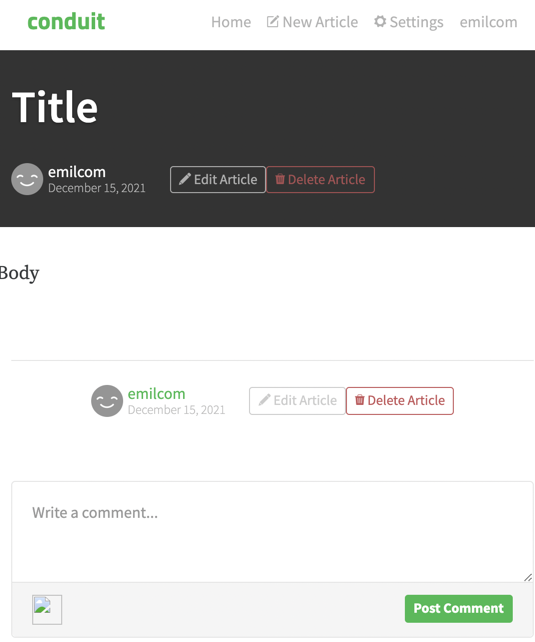 conduit
Home New Article Settings emilcom
Title
emilcom
December 15, 2021
Edit Article Delete Article
Body
emilcom
December 15, 2021
Edit Article Delete Article
Write a comment...
Post Comment